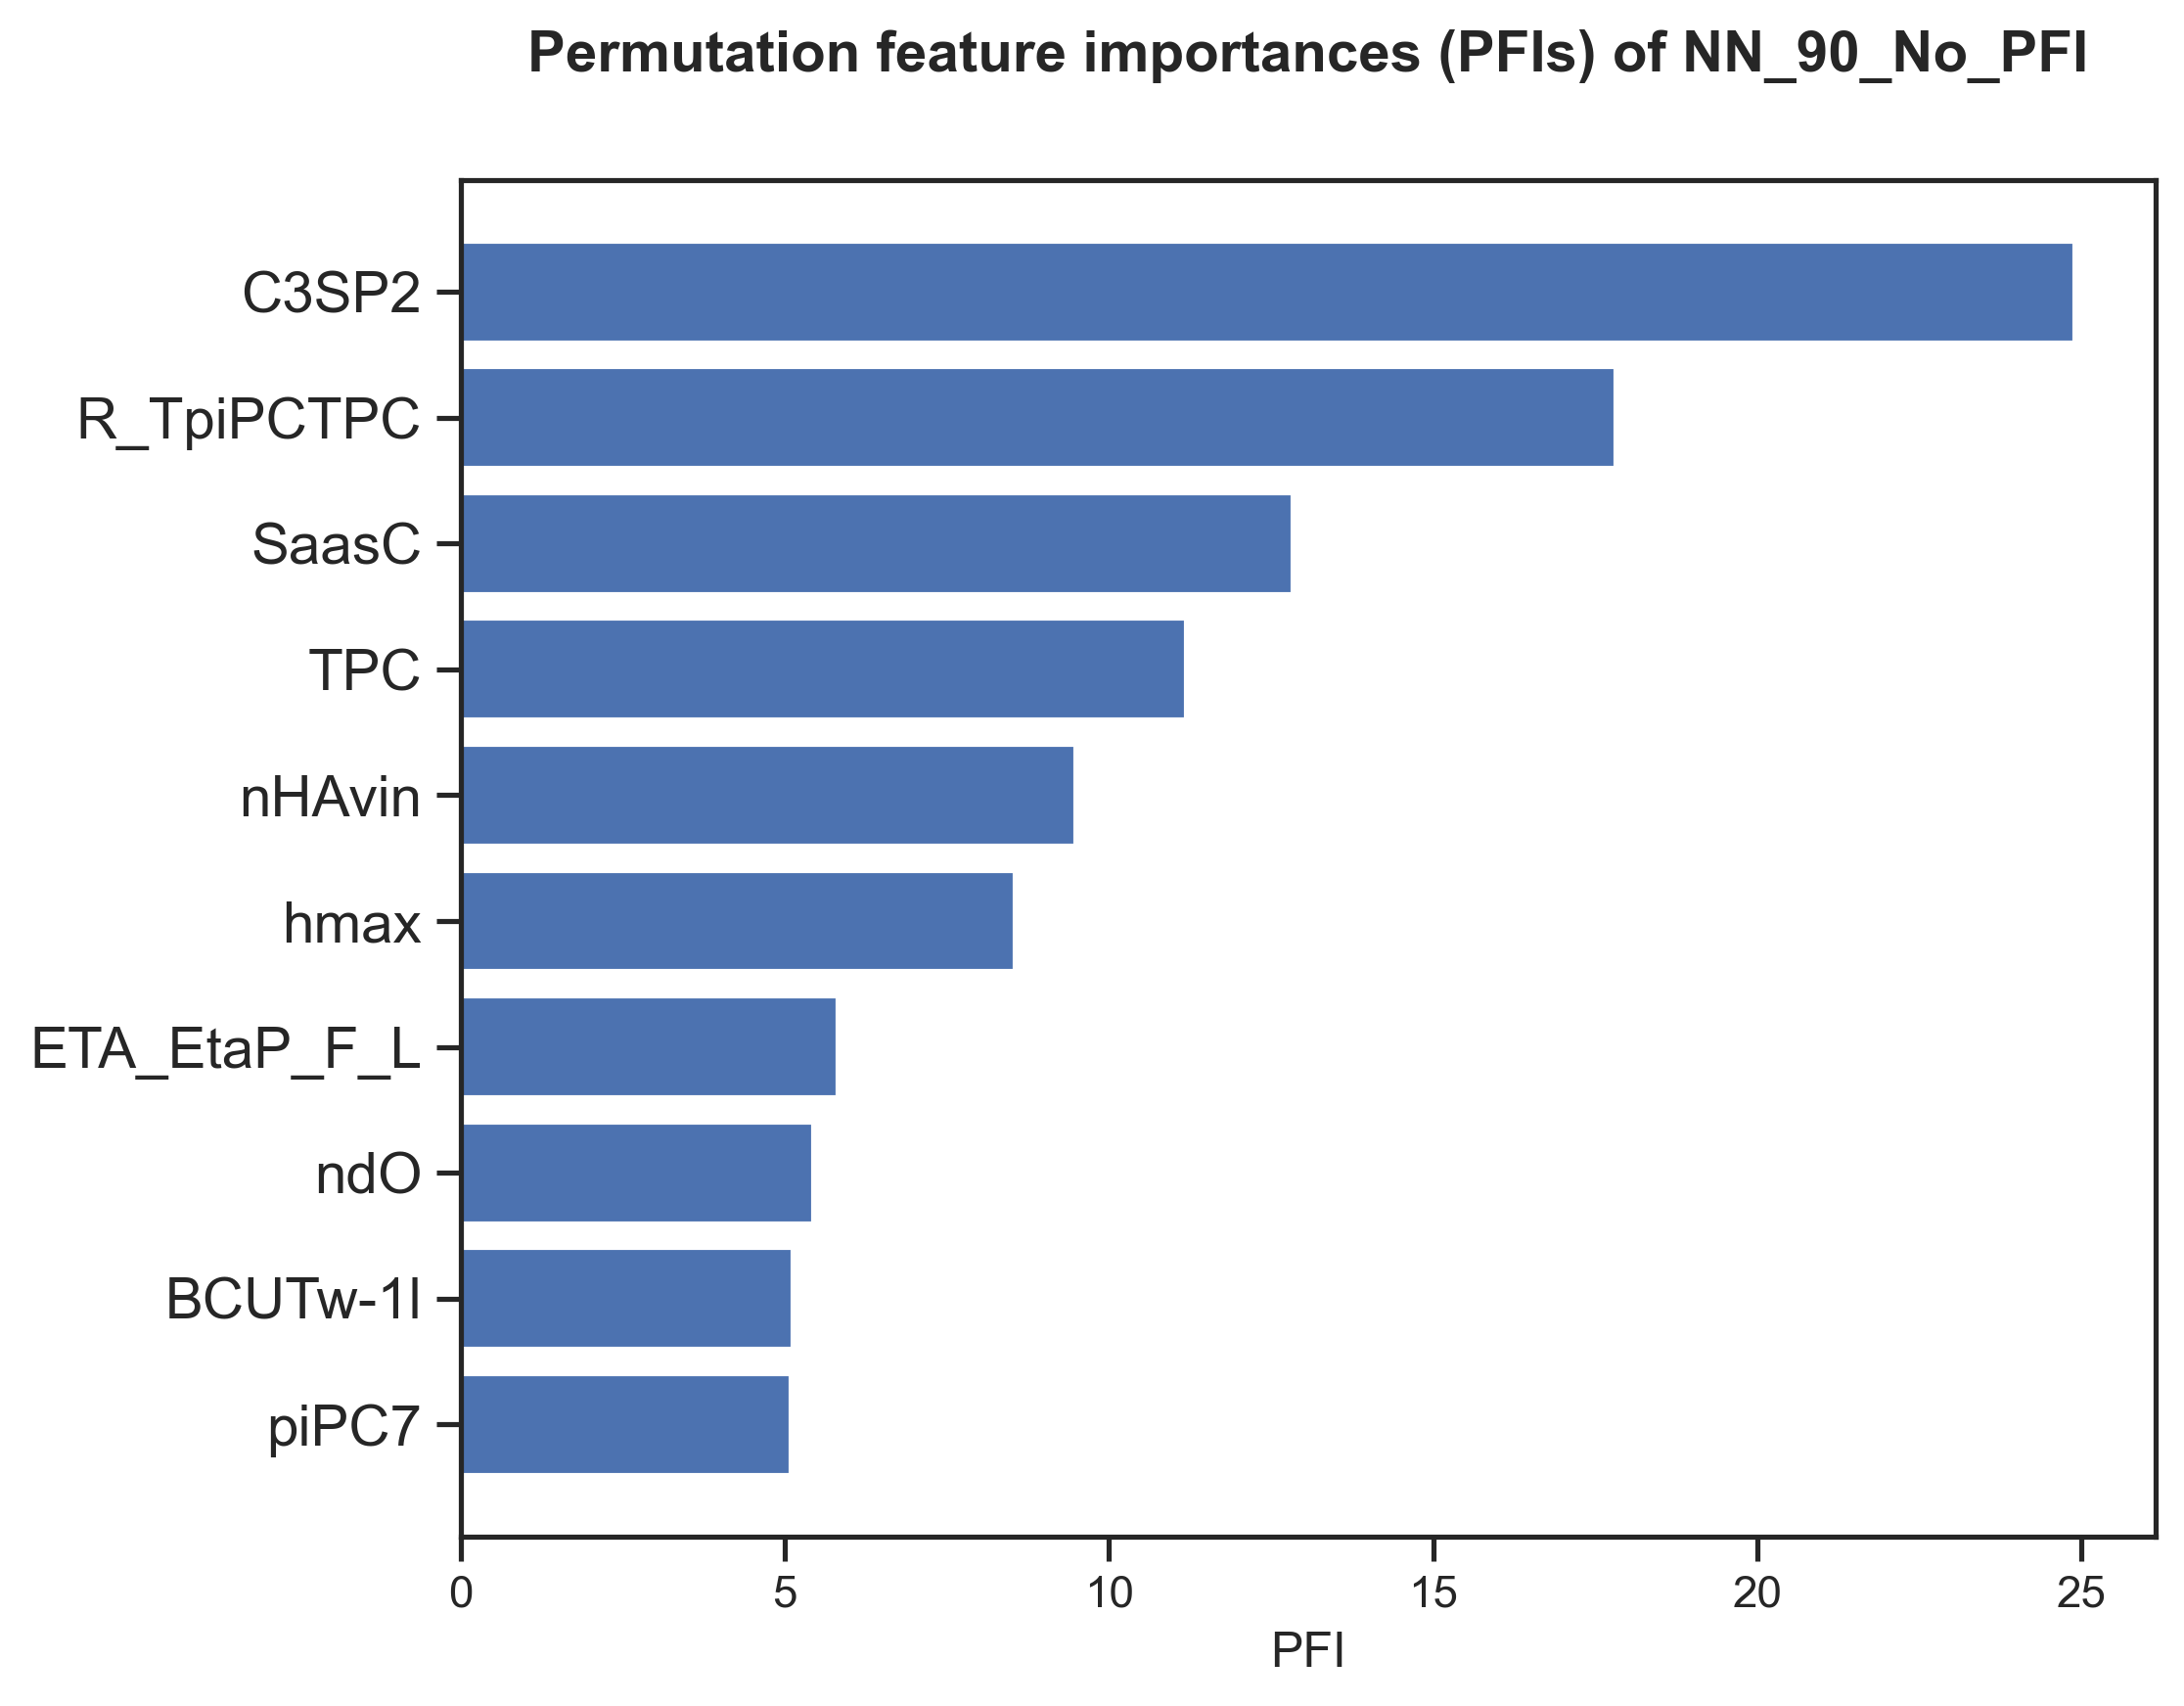 Permutation feature importances (PFIs) of NN_90_No_PFI
C3SP2
R_TpiPCTPC
SaasC
TPC
nHAvin
hmax
ETA_EtaP_F_L
ndO
BCUTw-1l
piPC7
0 5 10 15 20 25
PFI